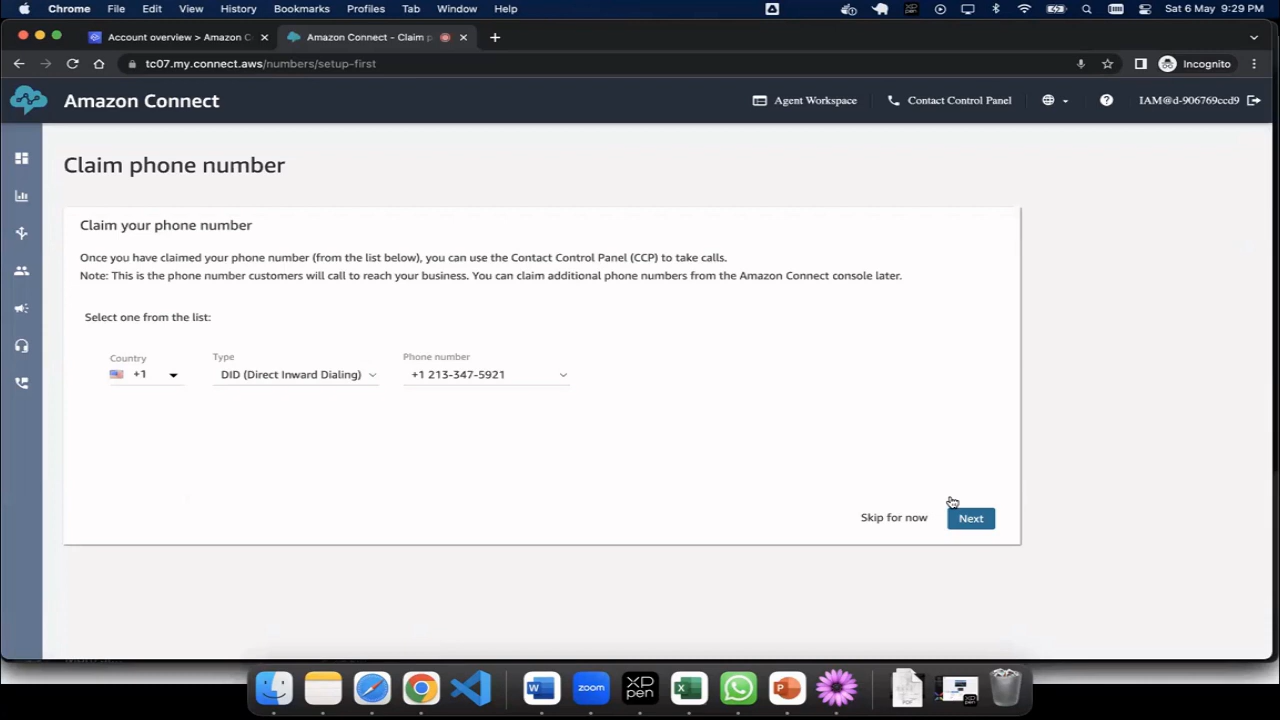 Chrome File Edit View History Bookmarks Profiles Tab Window Help Sat 6 May 9:29 PM
Account overview > Amazon C
Amazon Connect - Claim p
tc07.my.connect.aws/numbers/setup-first
Incognito
Amazon Connect
Agent Workspace
Contact Control Panel
IAM@d-906769ccd9
Claim phone number
Claim your phone number
Once you have claimed your phone number (from the list below), you can use the Contact Control Panel (CCP) to take calls.
Note: This is the phone number customers will call to reach your business. You can claim additional phone numbers from the Amazon Connect console later.
Select one from the list:
Country Type Phone number
+1 DID (Direct Inward Dialing) +1 213-347-5921
Skip for now Next
W zoom XP pen X P PDF